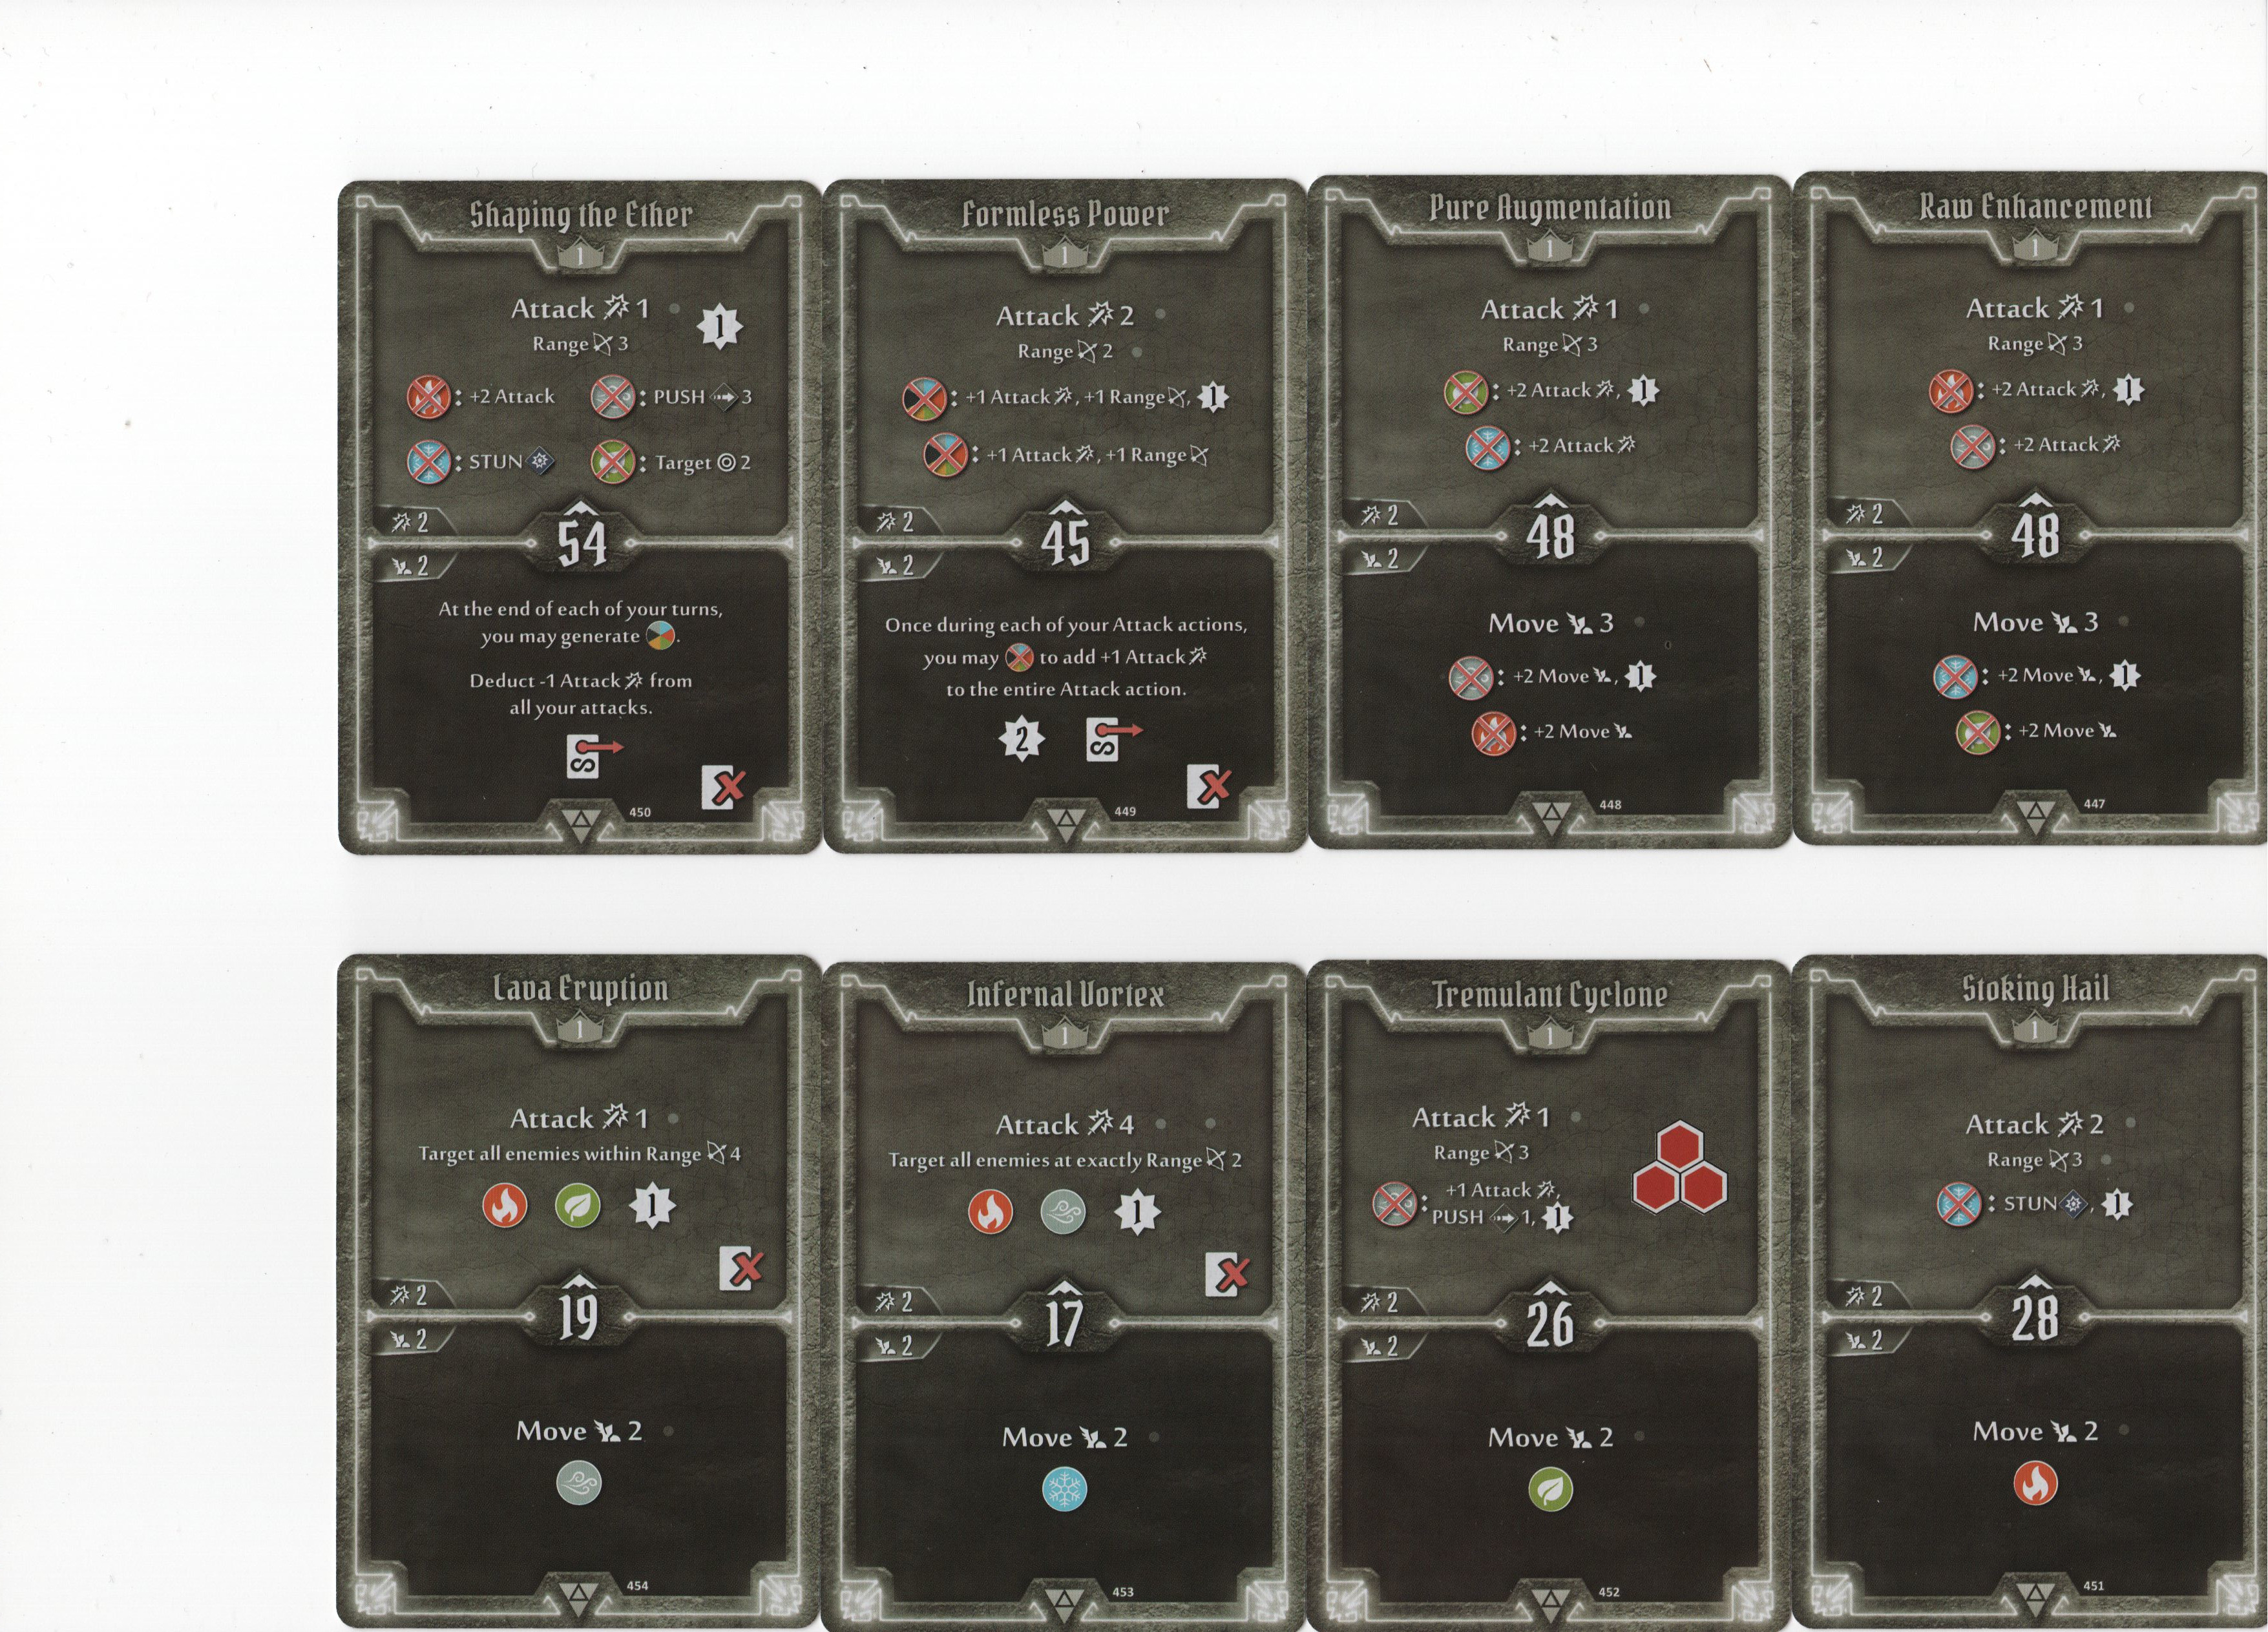 Shaping the Ether
1
Attack 1
1
Range 3
: +2 Attack
: PUSH 3
: STUN
: Target 2
2
54
2
At the end of each of your turns,
you may generate .
Deduct -1 Attack from
all your attacks.
450
Formless Power
1
Attack 2
Range 2
: +1 Attack , +1 Range , 1
: +1 Attack , +1 Range
2
45
2
Once during each of your Attack actions,
you may to add +1 Attack
to the entire Attack action.
2
449
Pure Augmentation
1
Attack 1
Range 3
: +2 Attack , 1
: +2 Attack
2
48
2
Move 3
: +2 Move , 1
: +2 Move
448
Raw Enhancement
1
Attack 1
Range 3
: +2 Attack , 1
: +2 Attack
2
48
2
Move 3
: +2 Move , 1
: +2 Move
447
Lava Eruption
1
Attack 1
Target all enemies within Range 4
1
2
19
2
Move 2
454
Infernal Vortex
1
Attack 4
Target all enemies at exactly Range 2
1
2
17
2
Move 2
453
Tremulant Cyclone
1
Attack 1
Range 3
: +1 Attack ,
PUSH 1, 1
2
26
2
Move 2
452
Stoking Hail
1
Attack 2
Range 3
: STUN , 1
2
28
2
Move 2
451